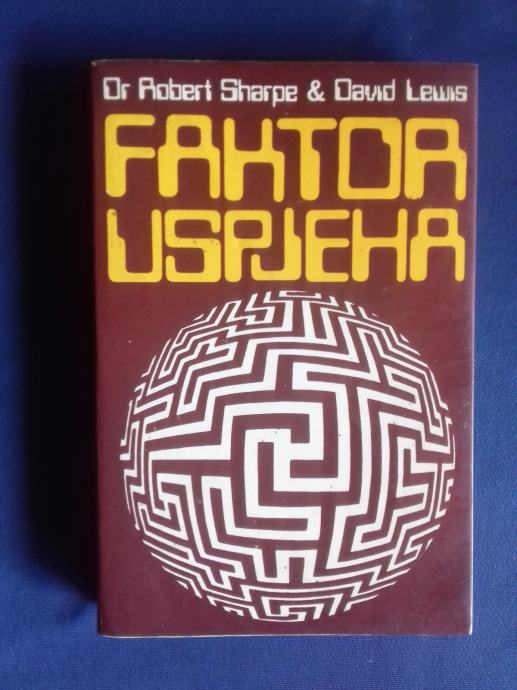 Dr Robert Sharpe & David Lewis
FAKTOR
USPJEHA